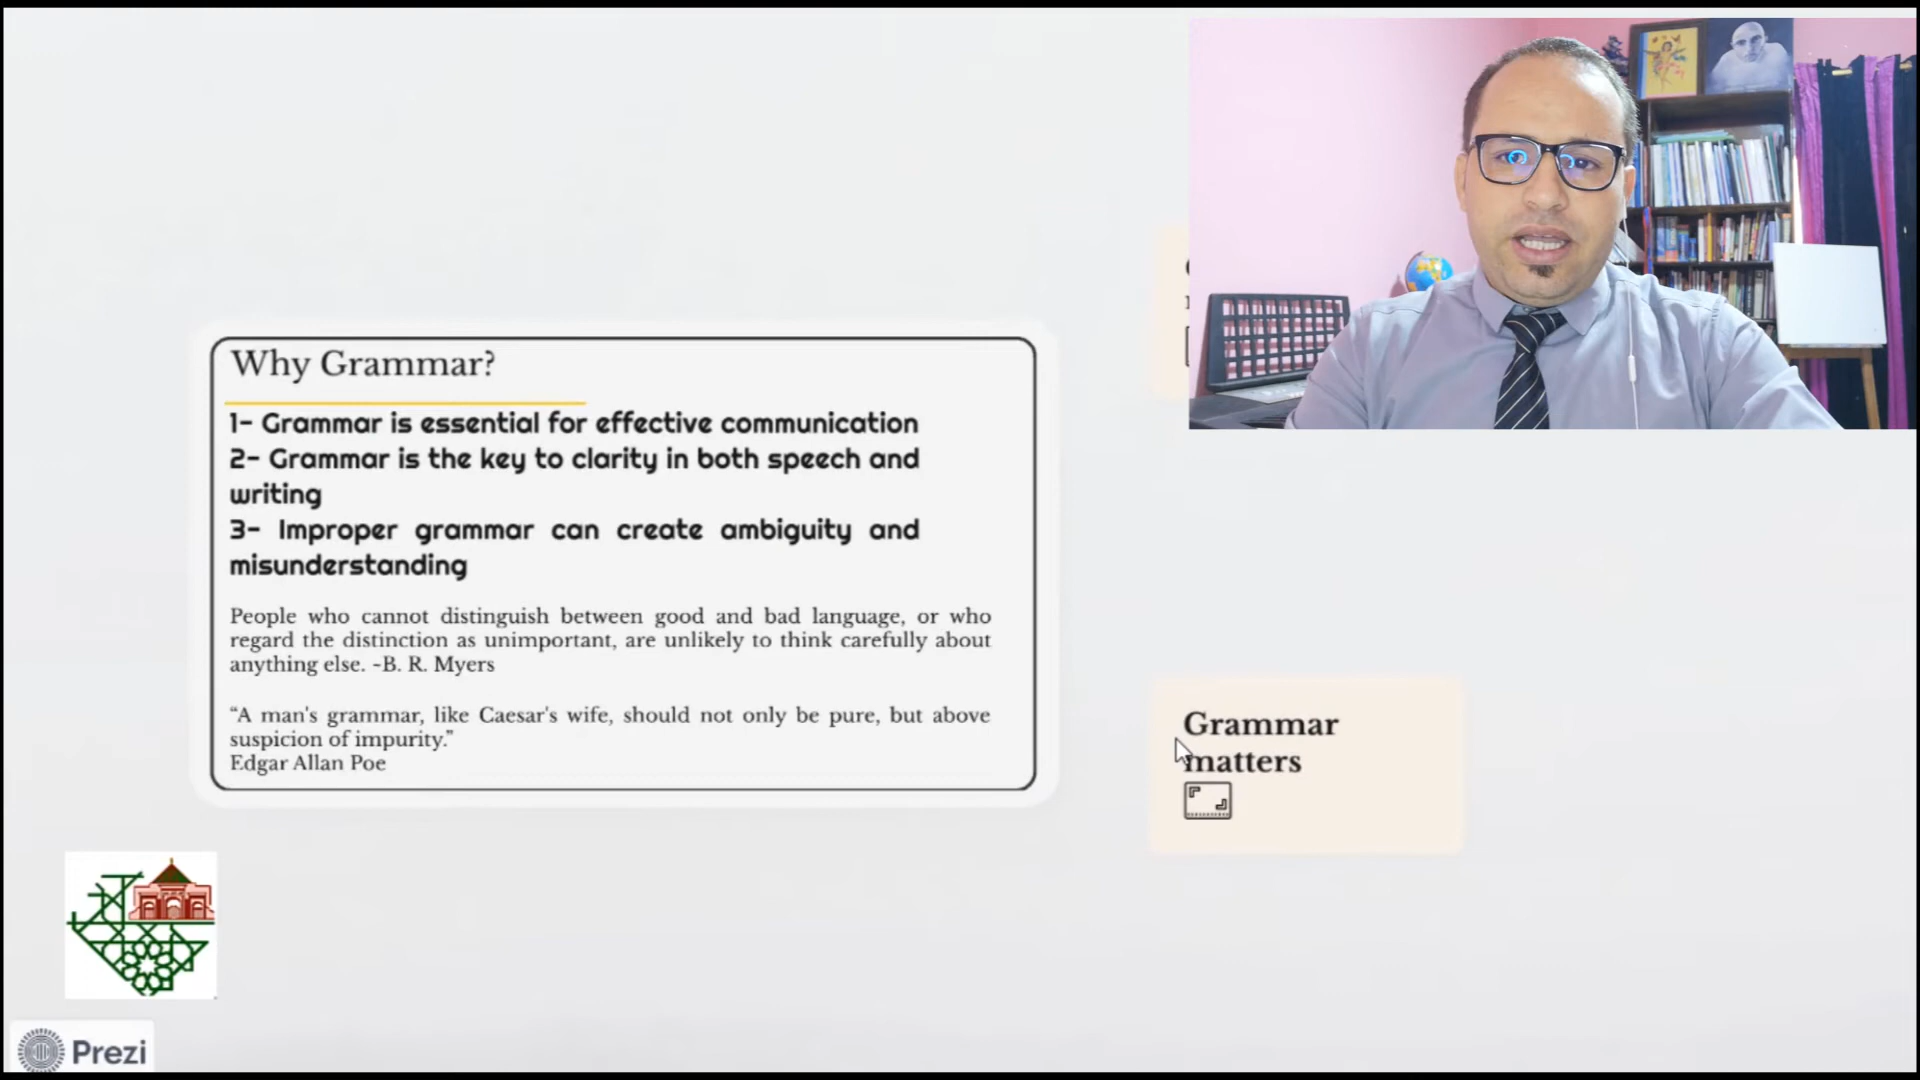 Why Grammar?
1- Grammar is essential for effective communication
2- Grammar is the key to clarity in both speech and
writing
3- Improper grammar can create ambiguity and
misunderstanding
People who cannot distinguish between good and bad language, or who
regard the distinction as unimportant, are unlikely to think carefully about
anything else. -B. R. Myers
“A man's grammar, like Caesar's wife, should not only be pure, but above
suspicion of impurity.”
Edgar Allan Poe
Grammar
matters
Prezi